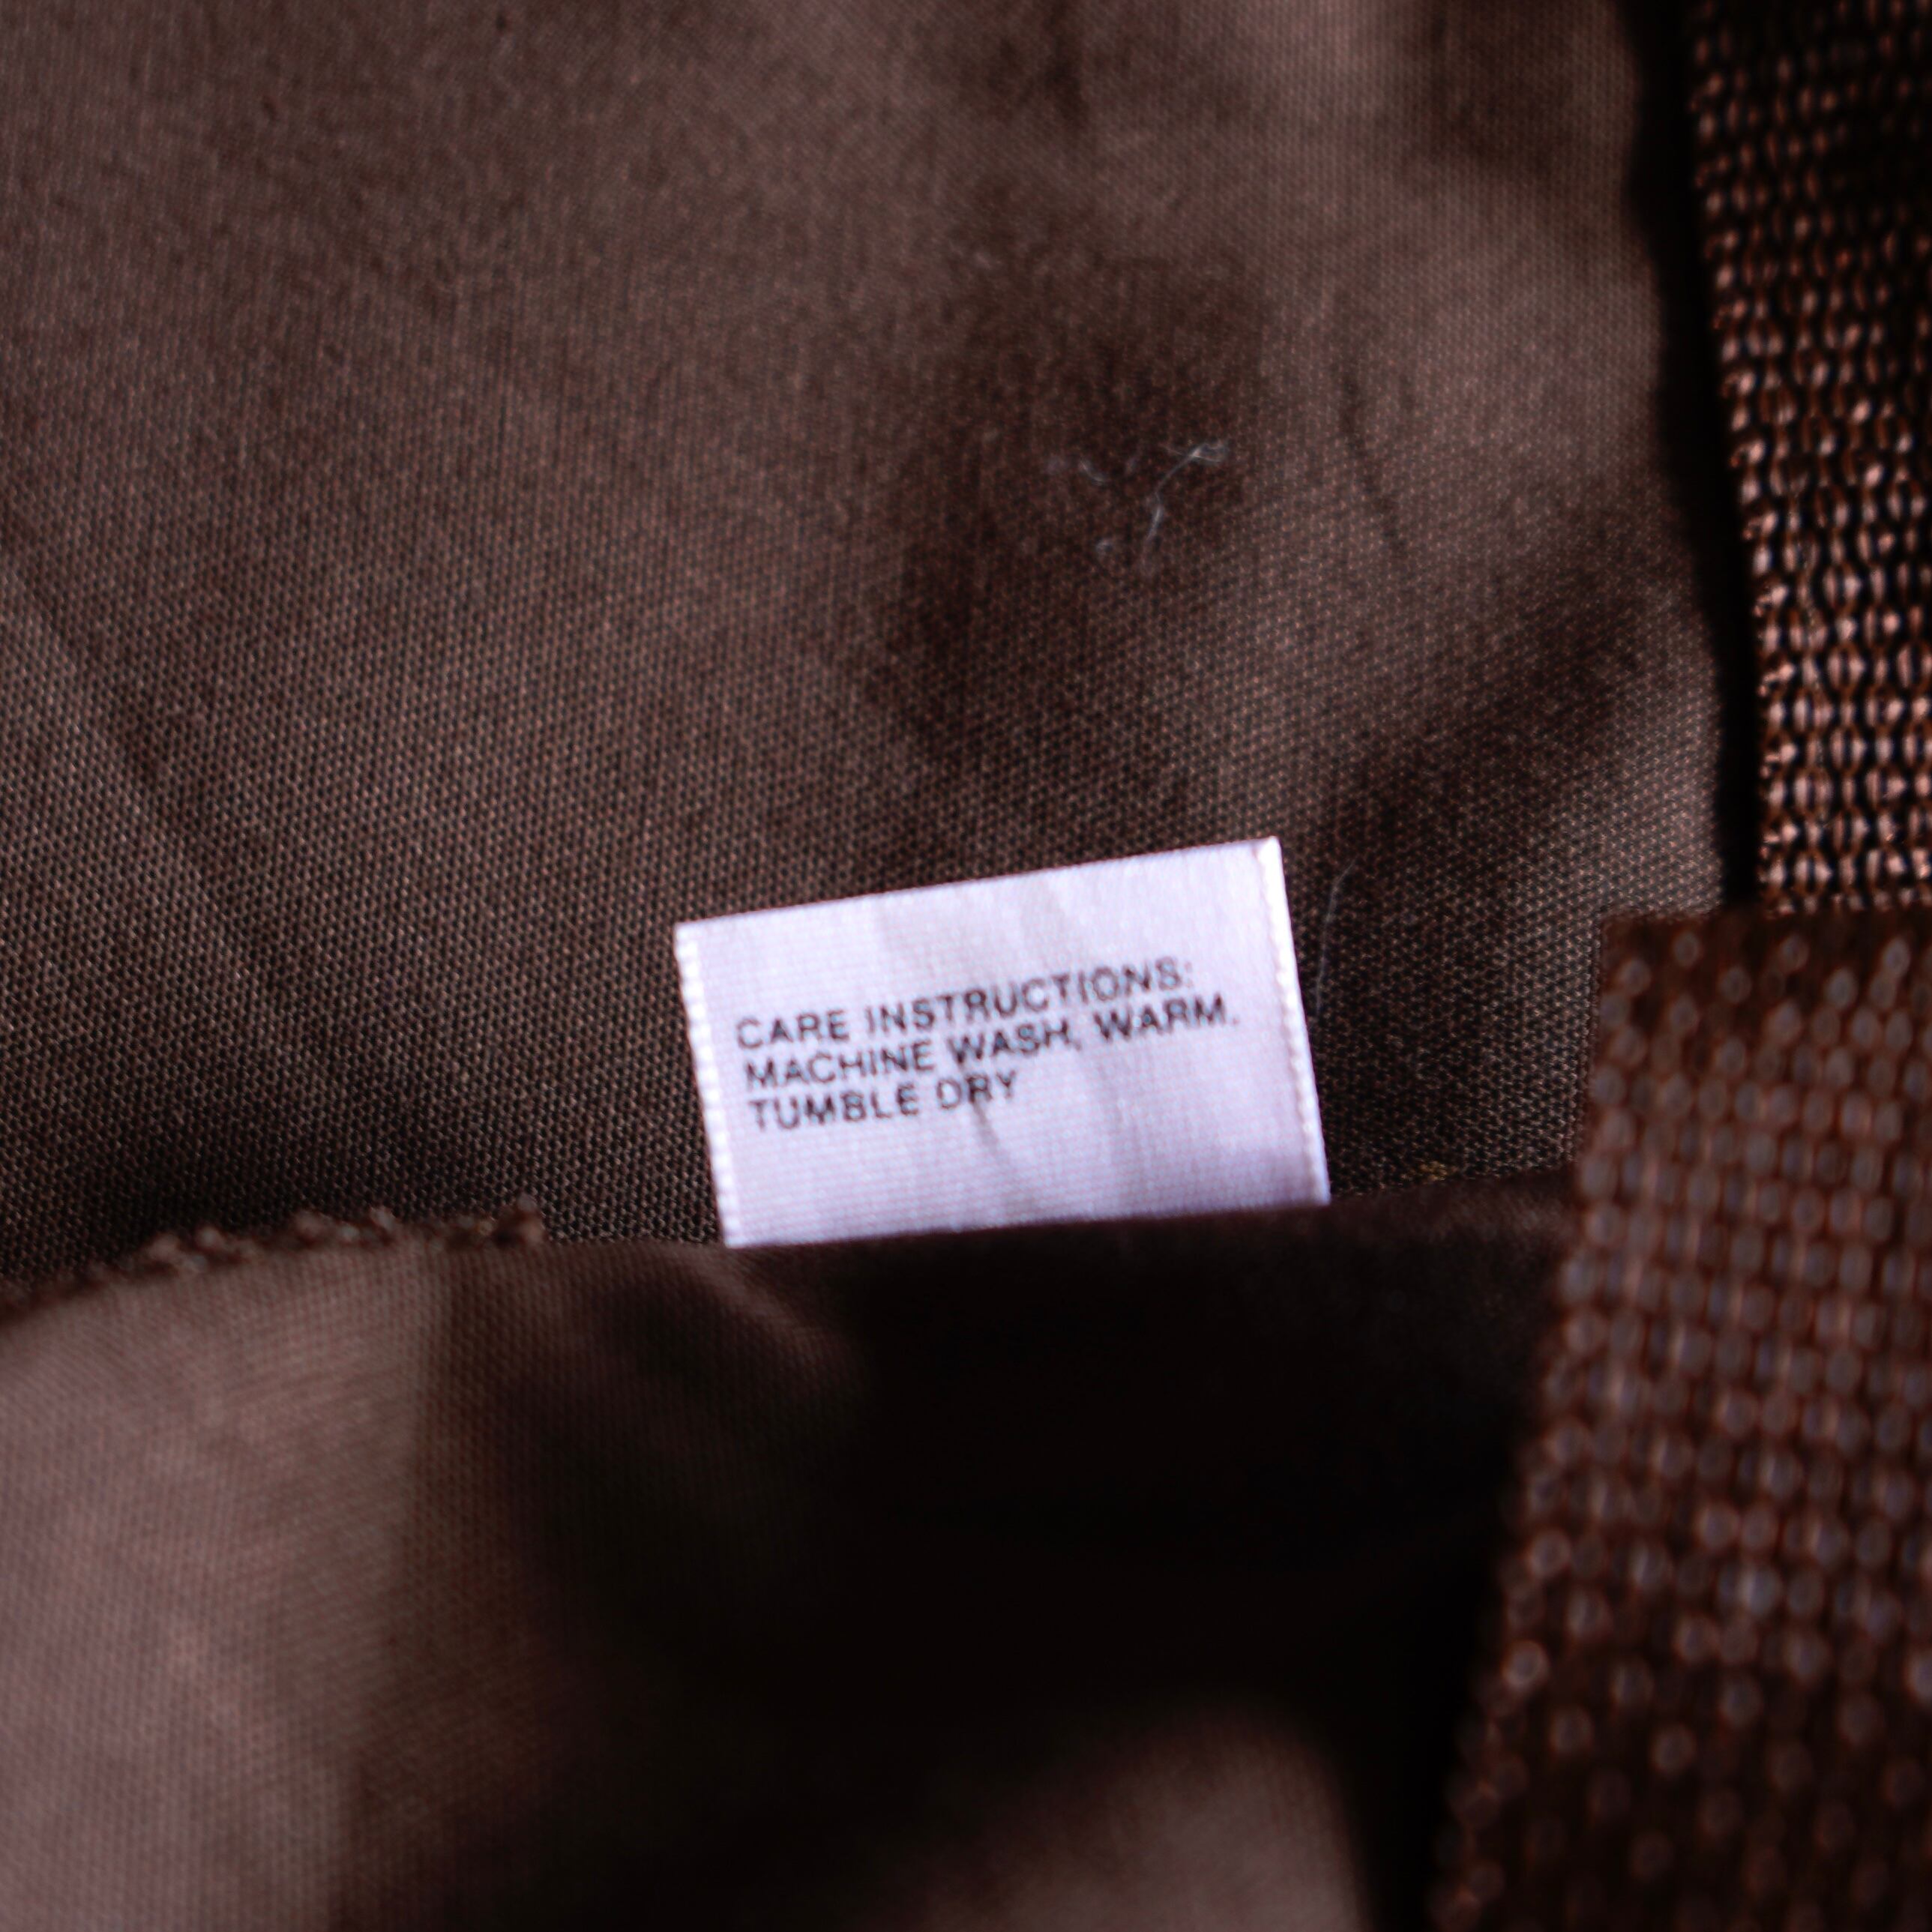 CARE INSTRUCTIONS:
MACHINE WASH, WARM.
TUMBLE DRY